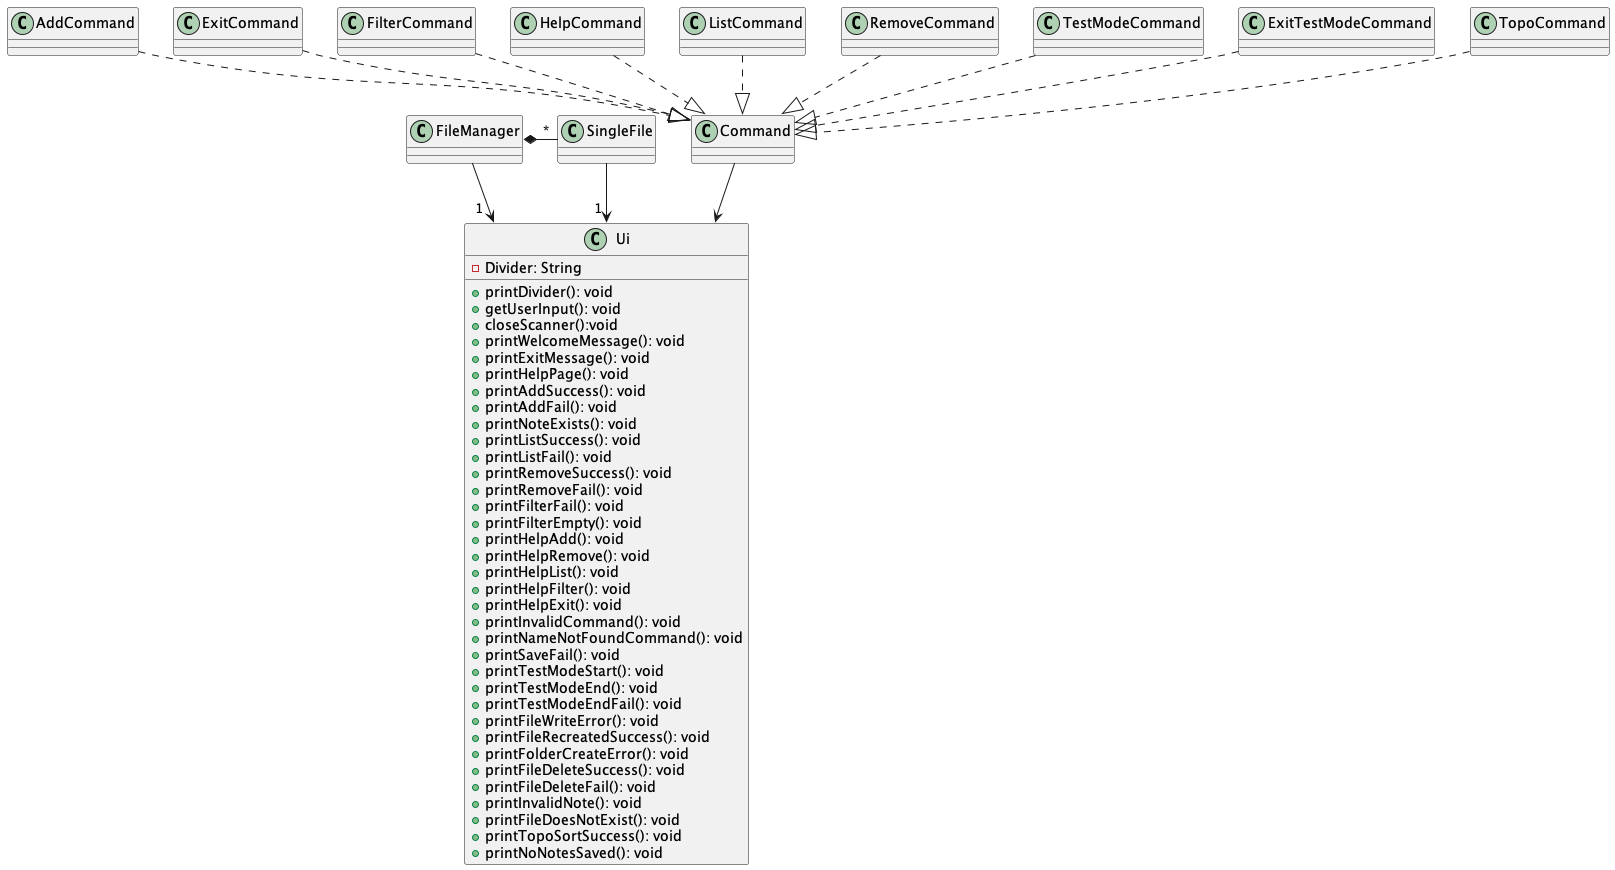 C AddCommand
C ExitCommand
C FilterCommand
C HelpCommand
C ListCommand
C RemoveCommand
C TestModeCommand
C ExitTestModeCommand
C TopoCommand
C FileManager
*
C SingleFile
C Command
1
1
C Ui
Divider: String
printDivider(): void
getUserInput(): void
closeScanner():void
printWelcomeMessage(): void
printExitMessage(): void
printHelpPage(): void
printAddSuccess(): void
printAddFail(): void
printNoteExists(): void
printListSuccess(): void
printListFail(): void
printRemoveSuccess(): void
printRemoveFail(): void
printFilterFail(): void
printFilterEmpty(): void
printHelpAdd(): void
printHelpRemove(): void
printHelpList(): void
printHelpFilter(): void
printHelpExit(): void
printInvalidCommand(): void
printNameNotFoundCommand(): void
printSaveFail(): void
printTestModeStart(): void
printTestModeEnd(): void
printTestModeEndFail(): void
printFileWriteError(): void
printFileRecreatedSuccess(): void
printFolderCreateError(): void
printFileDeleteSuccess(): void
printFileDeleteFail(): void
printInvalidNote(): void
printFileDoesNotExist(): void
printTopoSortSuccess(): void
printNoNotesSaved(): void